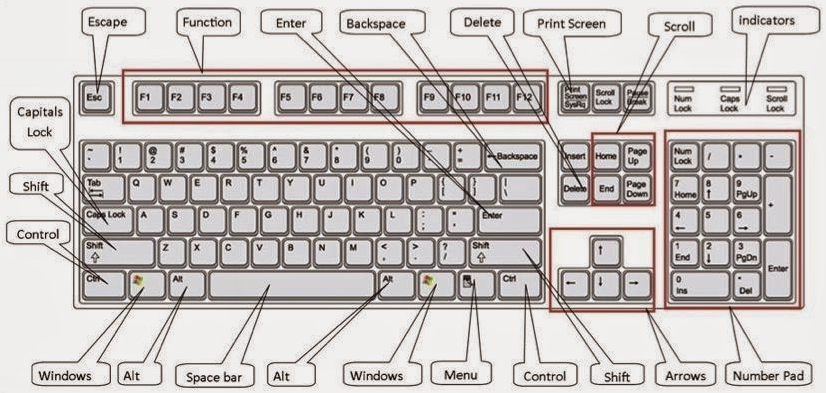 Escape
Function
Enter
Backspace
Delete
Print Screen
Scroll
indicators
Capitals
Lock
Shift
Control
Esc
F1 F2 F3 F4 F5 F6 F7 F8 F9 F10 F11 F12
Print
Screen
SysRq
Scroll
Lock
Pause
Break
Num
Lock
Caps
Lock
Scroll
Lock
~ ! @ # $ % ^ & * ( ) _ +
` 1 2 3 4 5 6 7 8 9 0 - =
←Backspace
Insert
Home
Page
Up
Num
Lock
/ * -
Tab
Q W E R T Y U I O P { [ } ] | \
Delete
End
Page
Down
7
Home
8
↑
9
PgUp
+
Caps Lock
A S D F G H J K L : ; " '
Enter
4
←
5
6
→
Shift
⇧
Z X C V B N M < , > . ? /
Shift
⇧
↑
1
End
2
↓
3
PgDn
Enter
Ctrl
Alt
Alt
Ctrl
← ↓ →
0
Ins
.
Del
Windows
Alt
Space bar
Alt
Windows
Menu
Control
Shift
Arrows
Number Pad